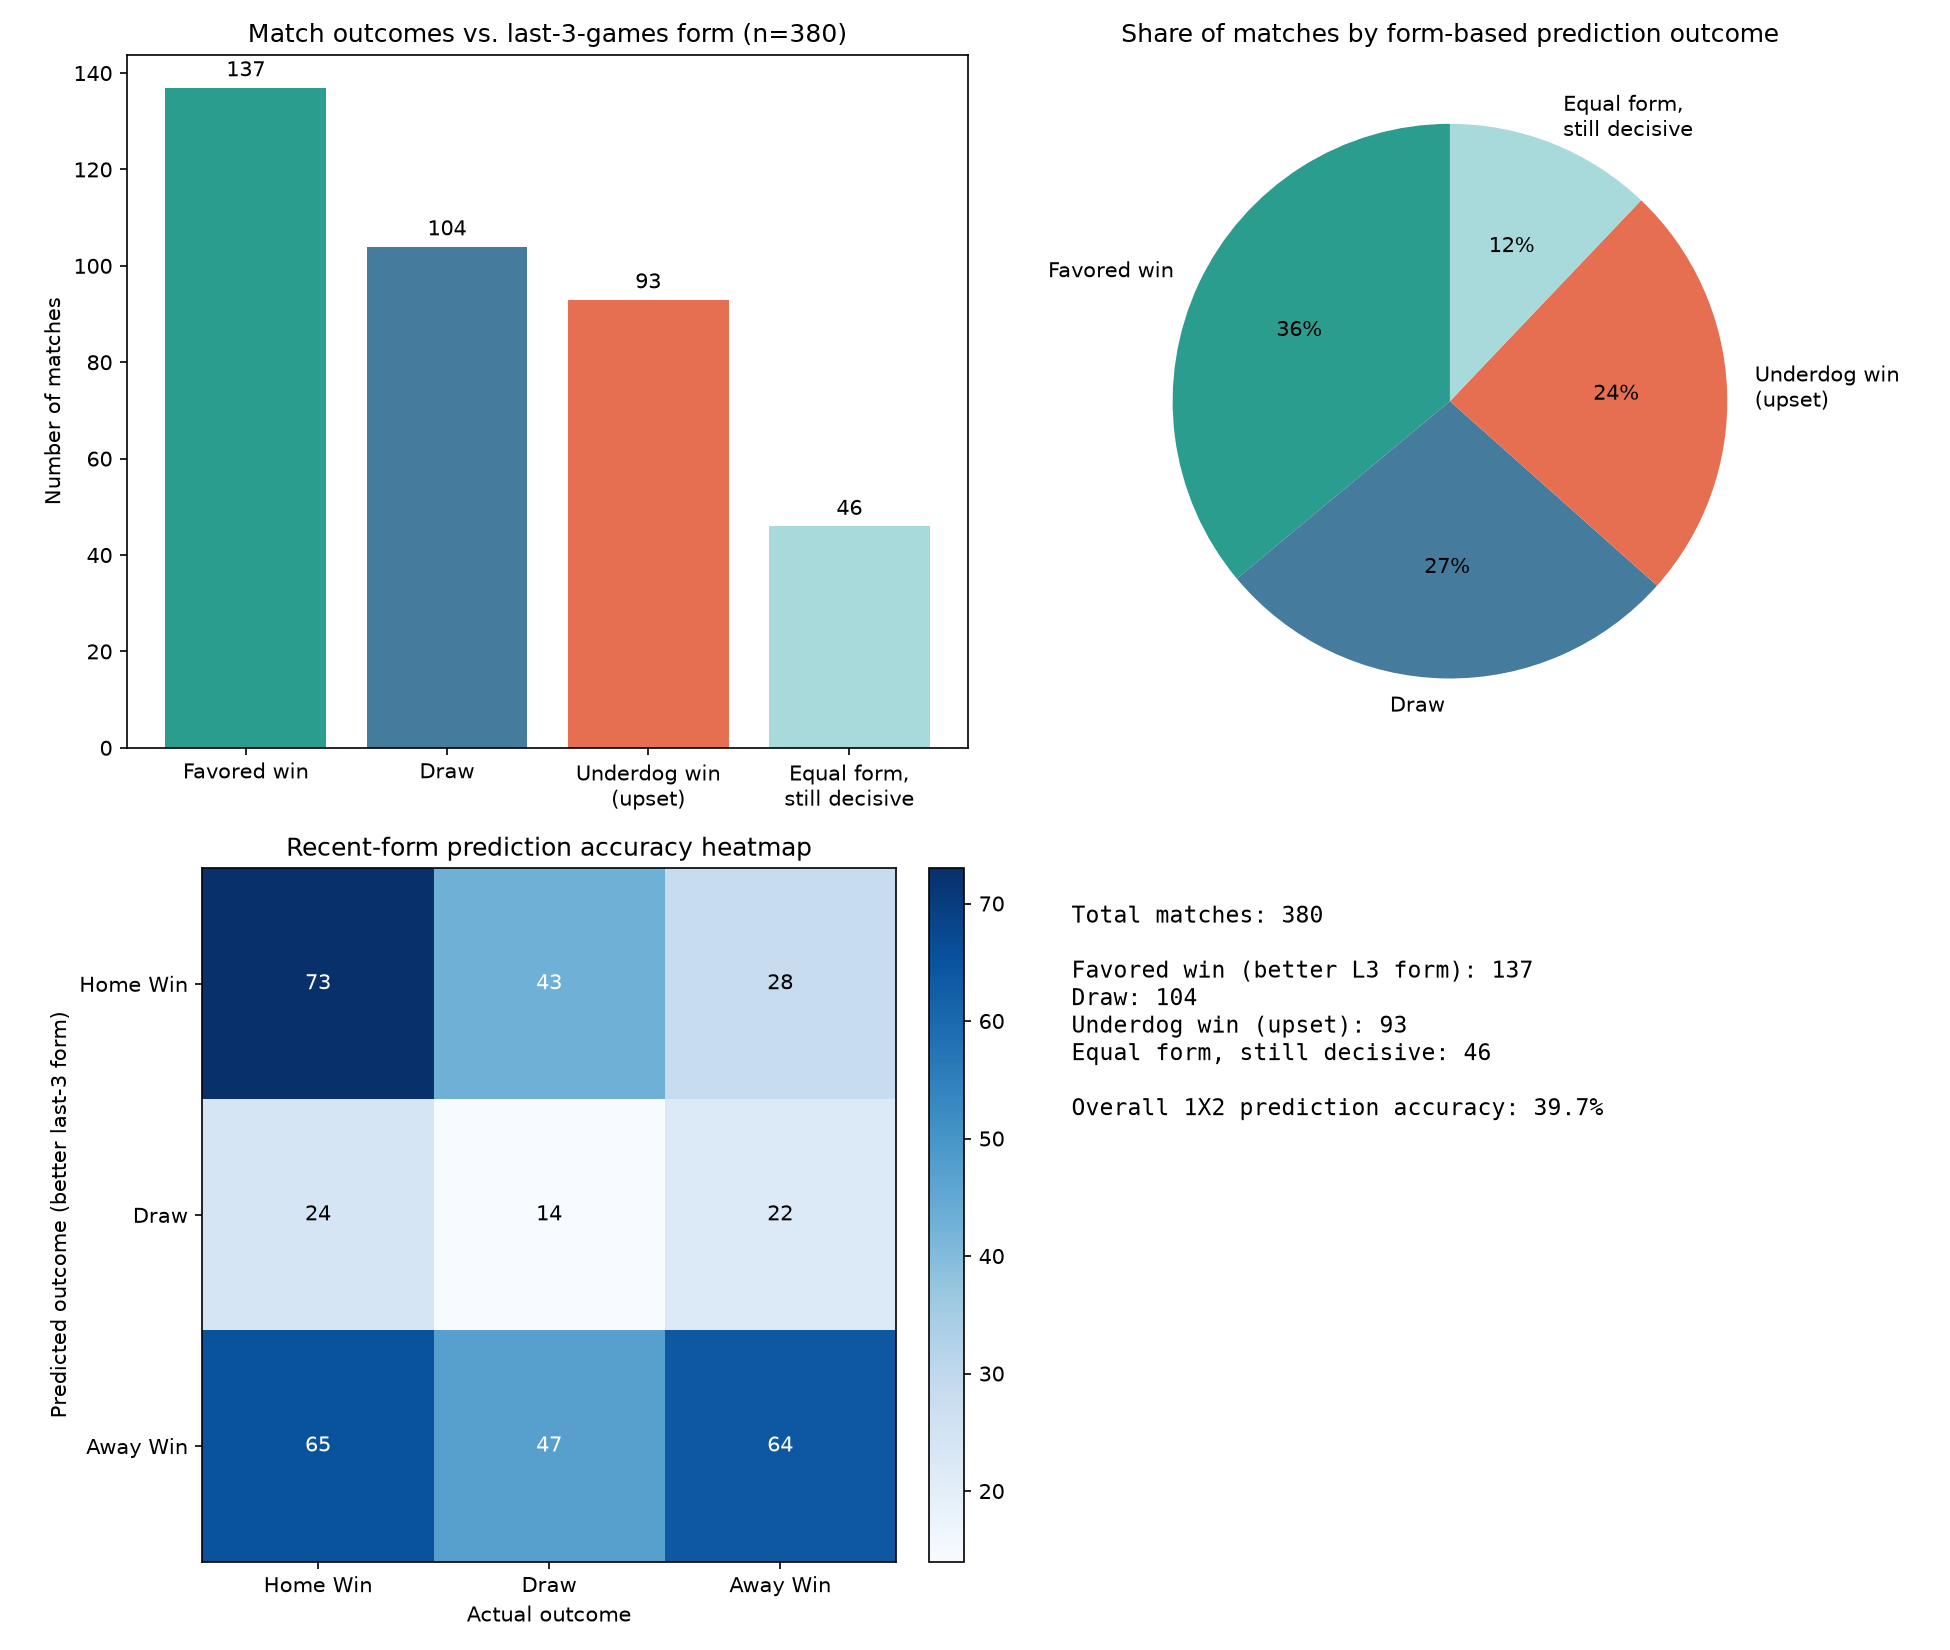 Match outcomes vs. last-3-games form (n=380)
Number of matches
140
120
100
80
60
40
20
0
137
104
93
46
Favored win
Draw
Underdog win
(upset)
Equal form,
still decisive
Share of matches by form-based prediction outcome
Equal form,
still decisive
Favored win
Underdog win
(upset)
Draw
12%
36%
24%
27%
Recent-form prediction accuracy heatmap
Predicted outcome (better last-3 form)
Home Win
Draw
Away Win
73 43 28
24 14 22
65 47 64
Home Win
Draw
Away Win
Actual outcome
70
60
50
40
30
20
Total matches: 380
Favored win (better L3 form): 137
Draw: 104
Underdog win (upset): 93
Equal form, still decisive: 46
Overall 1X2 prediction accuracy: 39.7%